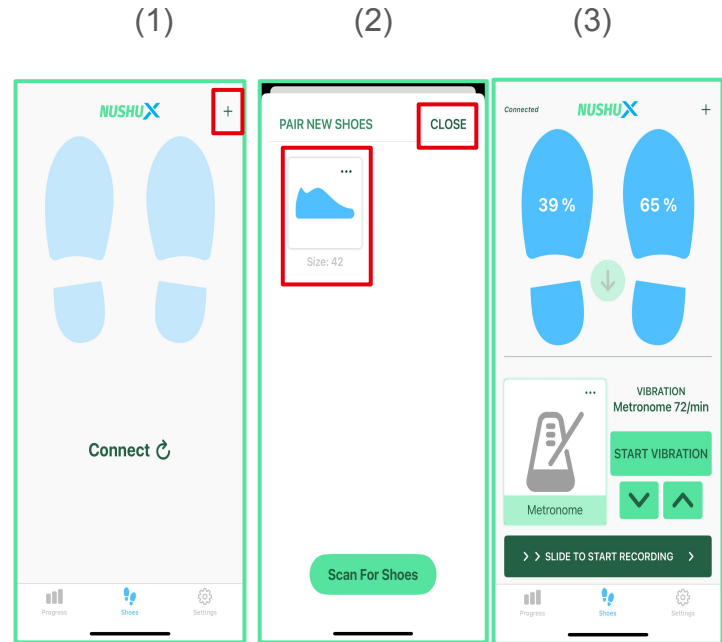 (1)
(2)
(3)
NUSHUX
+
Connect
Progress
Shoes
Settings
PAIR NEW SHOES
CLOSE
...
Size: 42
Scan For Shoes
Connected
NUSHUX
+
39 %
65 %
...
Metronome
VIBRATION
Metronome 72/min
START VIBRATION
> > SLIDE TO START RECORDING >
Progress
Shoes
Settings